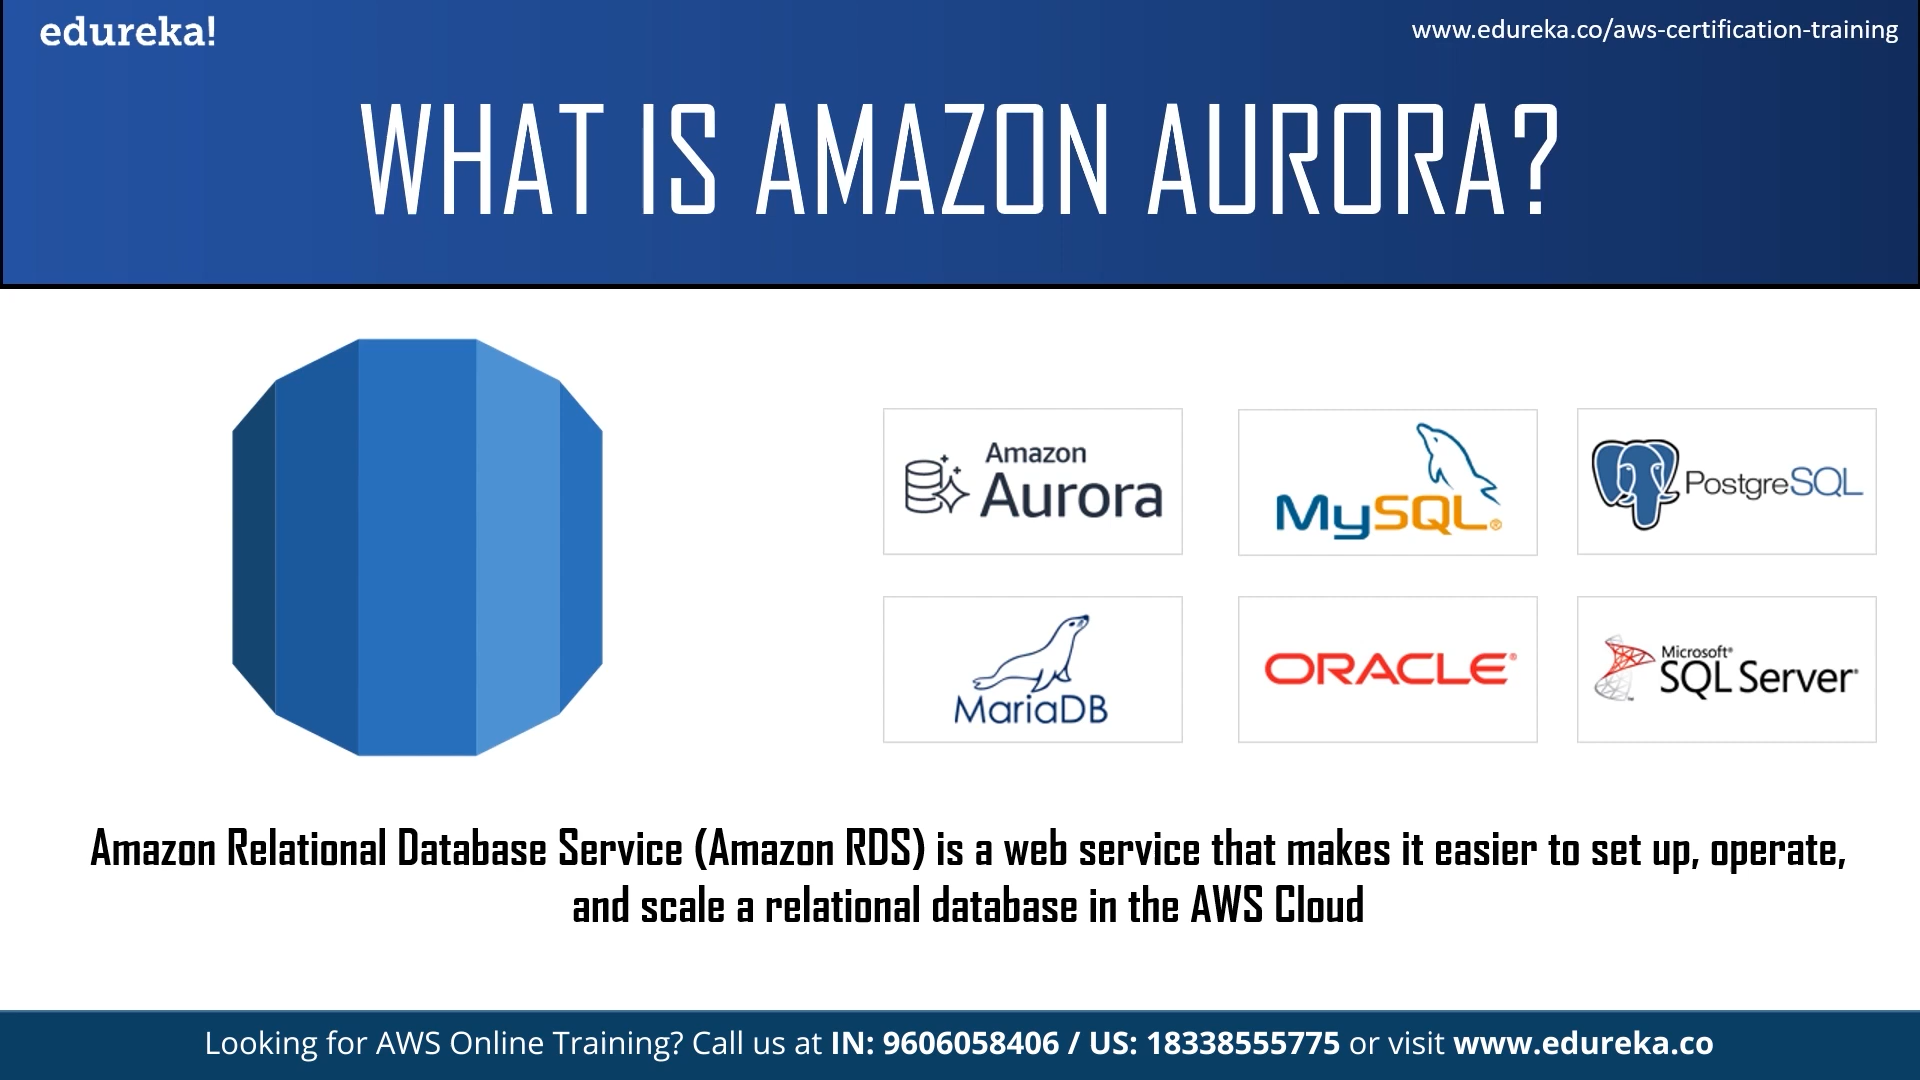 edureka!
www.edureka.co/aws-certification-training
WHAT IS AMAZON AURORA?
Amazon
Aurora
MySQL®
PostgreSQL
MariaDB
ORACLE®
Microsoft®
SQL Server®
Amazon Relational Database Service (Amazon RDS) is a web service that makes it easier to set up, operate,
and scale a relational database in the AWS Cloud
Looking for AWS Online Training? Call us at IN: 9606058406 / US: 18338555775 or visit www.edureka.co